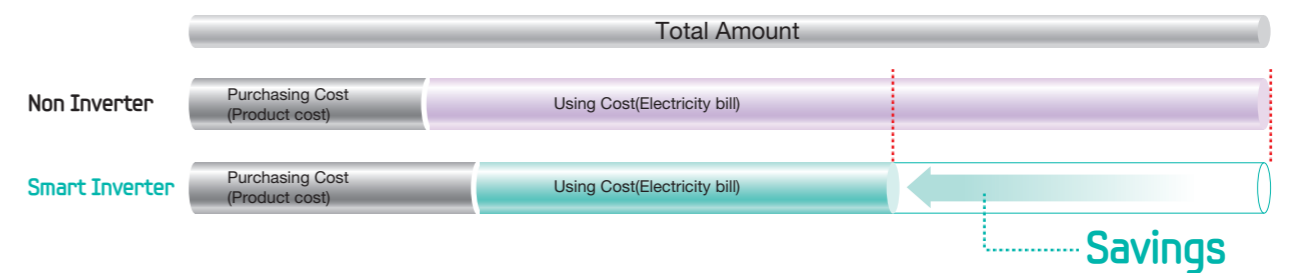 Total Amount
Non Inverter
Purchasing Cost
(Product cost)
Using Cost(Electricity bill)
Smart Inverter
Purchasing Cost
(Product cost)
Using Cost(Electricity bill)
Savings